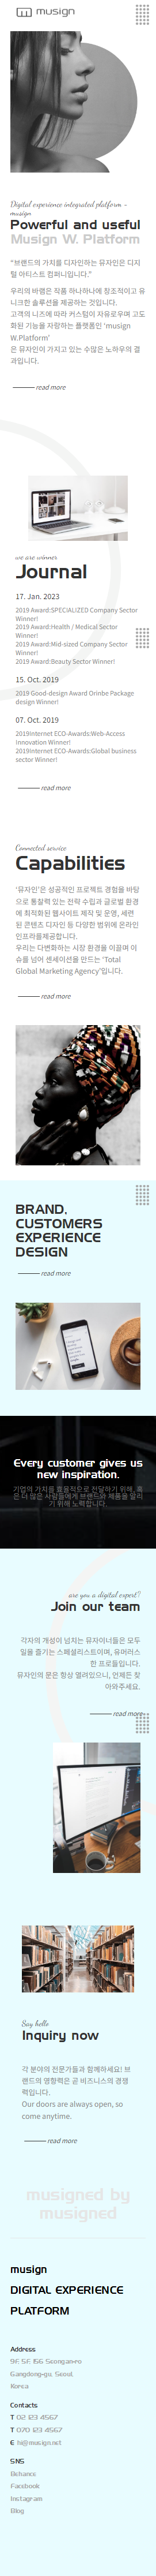 musign
Digital experience integrated platform –
musign
Powerful and useful
Musign W. Platform
"브랜드의 가치를 디자인하는 뮤자인은 디지
털 아티스트 컴퍼니입니다."
우리의 바램은 작품 하나하나에 창조적이고 유
니크한 솔루션을 제공하는 것입니다.
고객의 니즈에 따라 커스텀이 자유로우며 고도
화된 기능을 자랑하는 플랫폼인 'musign
W.Platform'
은 뮤자인이 가지고 있는 수많은 노하우의 결
과입니다.
read more
we are winner
Journal
17. Jan. 2023
2019 Award:SPECIALIZED Company Sector
Winner!
2019 Award:Health / Medical Sector
Winner!
2019 Award:Mid-sized Company Sector
Winner!
2019 Award:Beauty Sector Winner!
15. Oct. 2019
2019 Good-design Award Orinbe Package
design Winner!
07. Oct. 2019
2019Internet ECO-Awards:Web-Access
Innovation Winner!
2019Internet ECO-Awards:Global business
sector Winner!
read more
Connected service
Capabilities
'뮤자인'은 성공적인 프로젝트 경험을 바탕
으로 통찰력 있는 전략 수립과 글로벌 환경
에 최적화된 웹사이트 제작 및 운영, 세련
된 콘텐츠 디자인 등 다양한 범위에 온라인
인프라를제공합니다.
우리는 다변화하는 시장 환경을 이끌며 이
슈를 넘어 센세이션을 만드는 'Total
Global Marketing Agency'입니다.
read more
BRAND,
CUSTOMERS
EXPERIENCE
DESIGN
read more
Every customer gives us
new inspiration.
기업의 가치를 효율적으로 전달하기 위해, 혹
은 더 많은 사람들에게 브랜드와 제품을 알리
기 위해 노력합니다.
are you a digital expert?
Join our team
각자의 개성이 넘치는 뮤자이너들은 모두
일을 즐기는 스페셜리스트이며, 유머러스
한 프로들입니다.
뮤자인의 문은 항상 열려있으니, 언제든 찾
아와주세요.
read more
Say hello
Inquiry now
각 분야의 전문가들과 함께하세요! 브
랜드의 영향력은 곧 비즈니스의 경쟁
력입니다.
Our doors are always open, so
come anytime.
read more
musigned by
musigned
musign
DIGITAL EXPERIENCE
PLATFORM
Address
9F, 5F, 156 Seongan-ro
Gangdong-gu, Seoul,
Korea
Contacts
T 02 123 4567
T 070 123 4567
E hi@musign.net
SNS
Behance
Facebook
Instagram
Blog